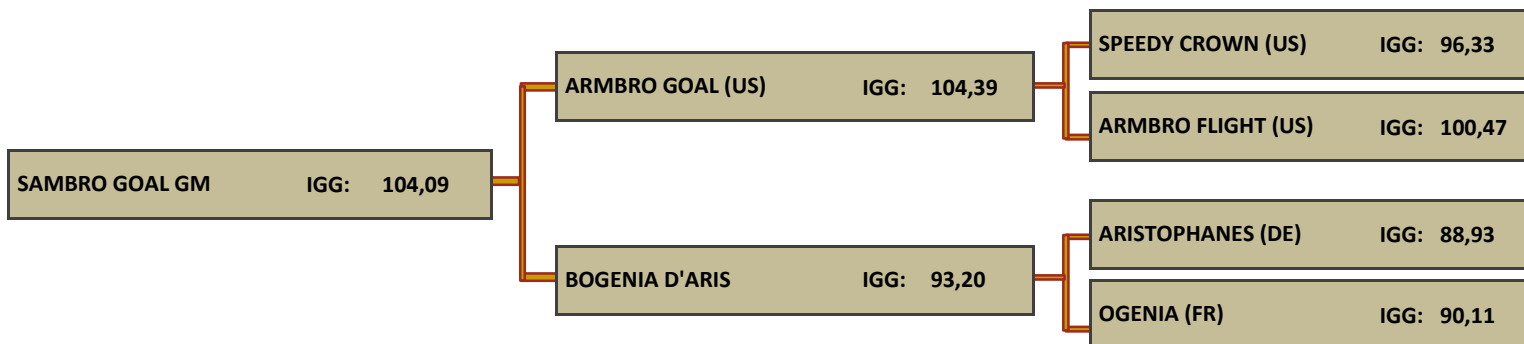 SPEEDY CROWN (US) IGG: 96,33
ARMBRO GOAL (US) IGG: 104,39
ARMBRO FLIGHT (US) IGG: 100,47
SAMBRO GOAL GM IGG: 104,09
ARISTOPHANES (DE) IGG: 88,93
BOGENIA D'ARIS IGG: 93,20
OGENIA (FR) IGG: 90,11